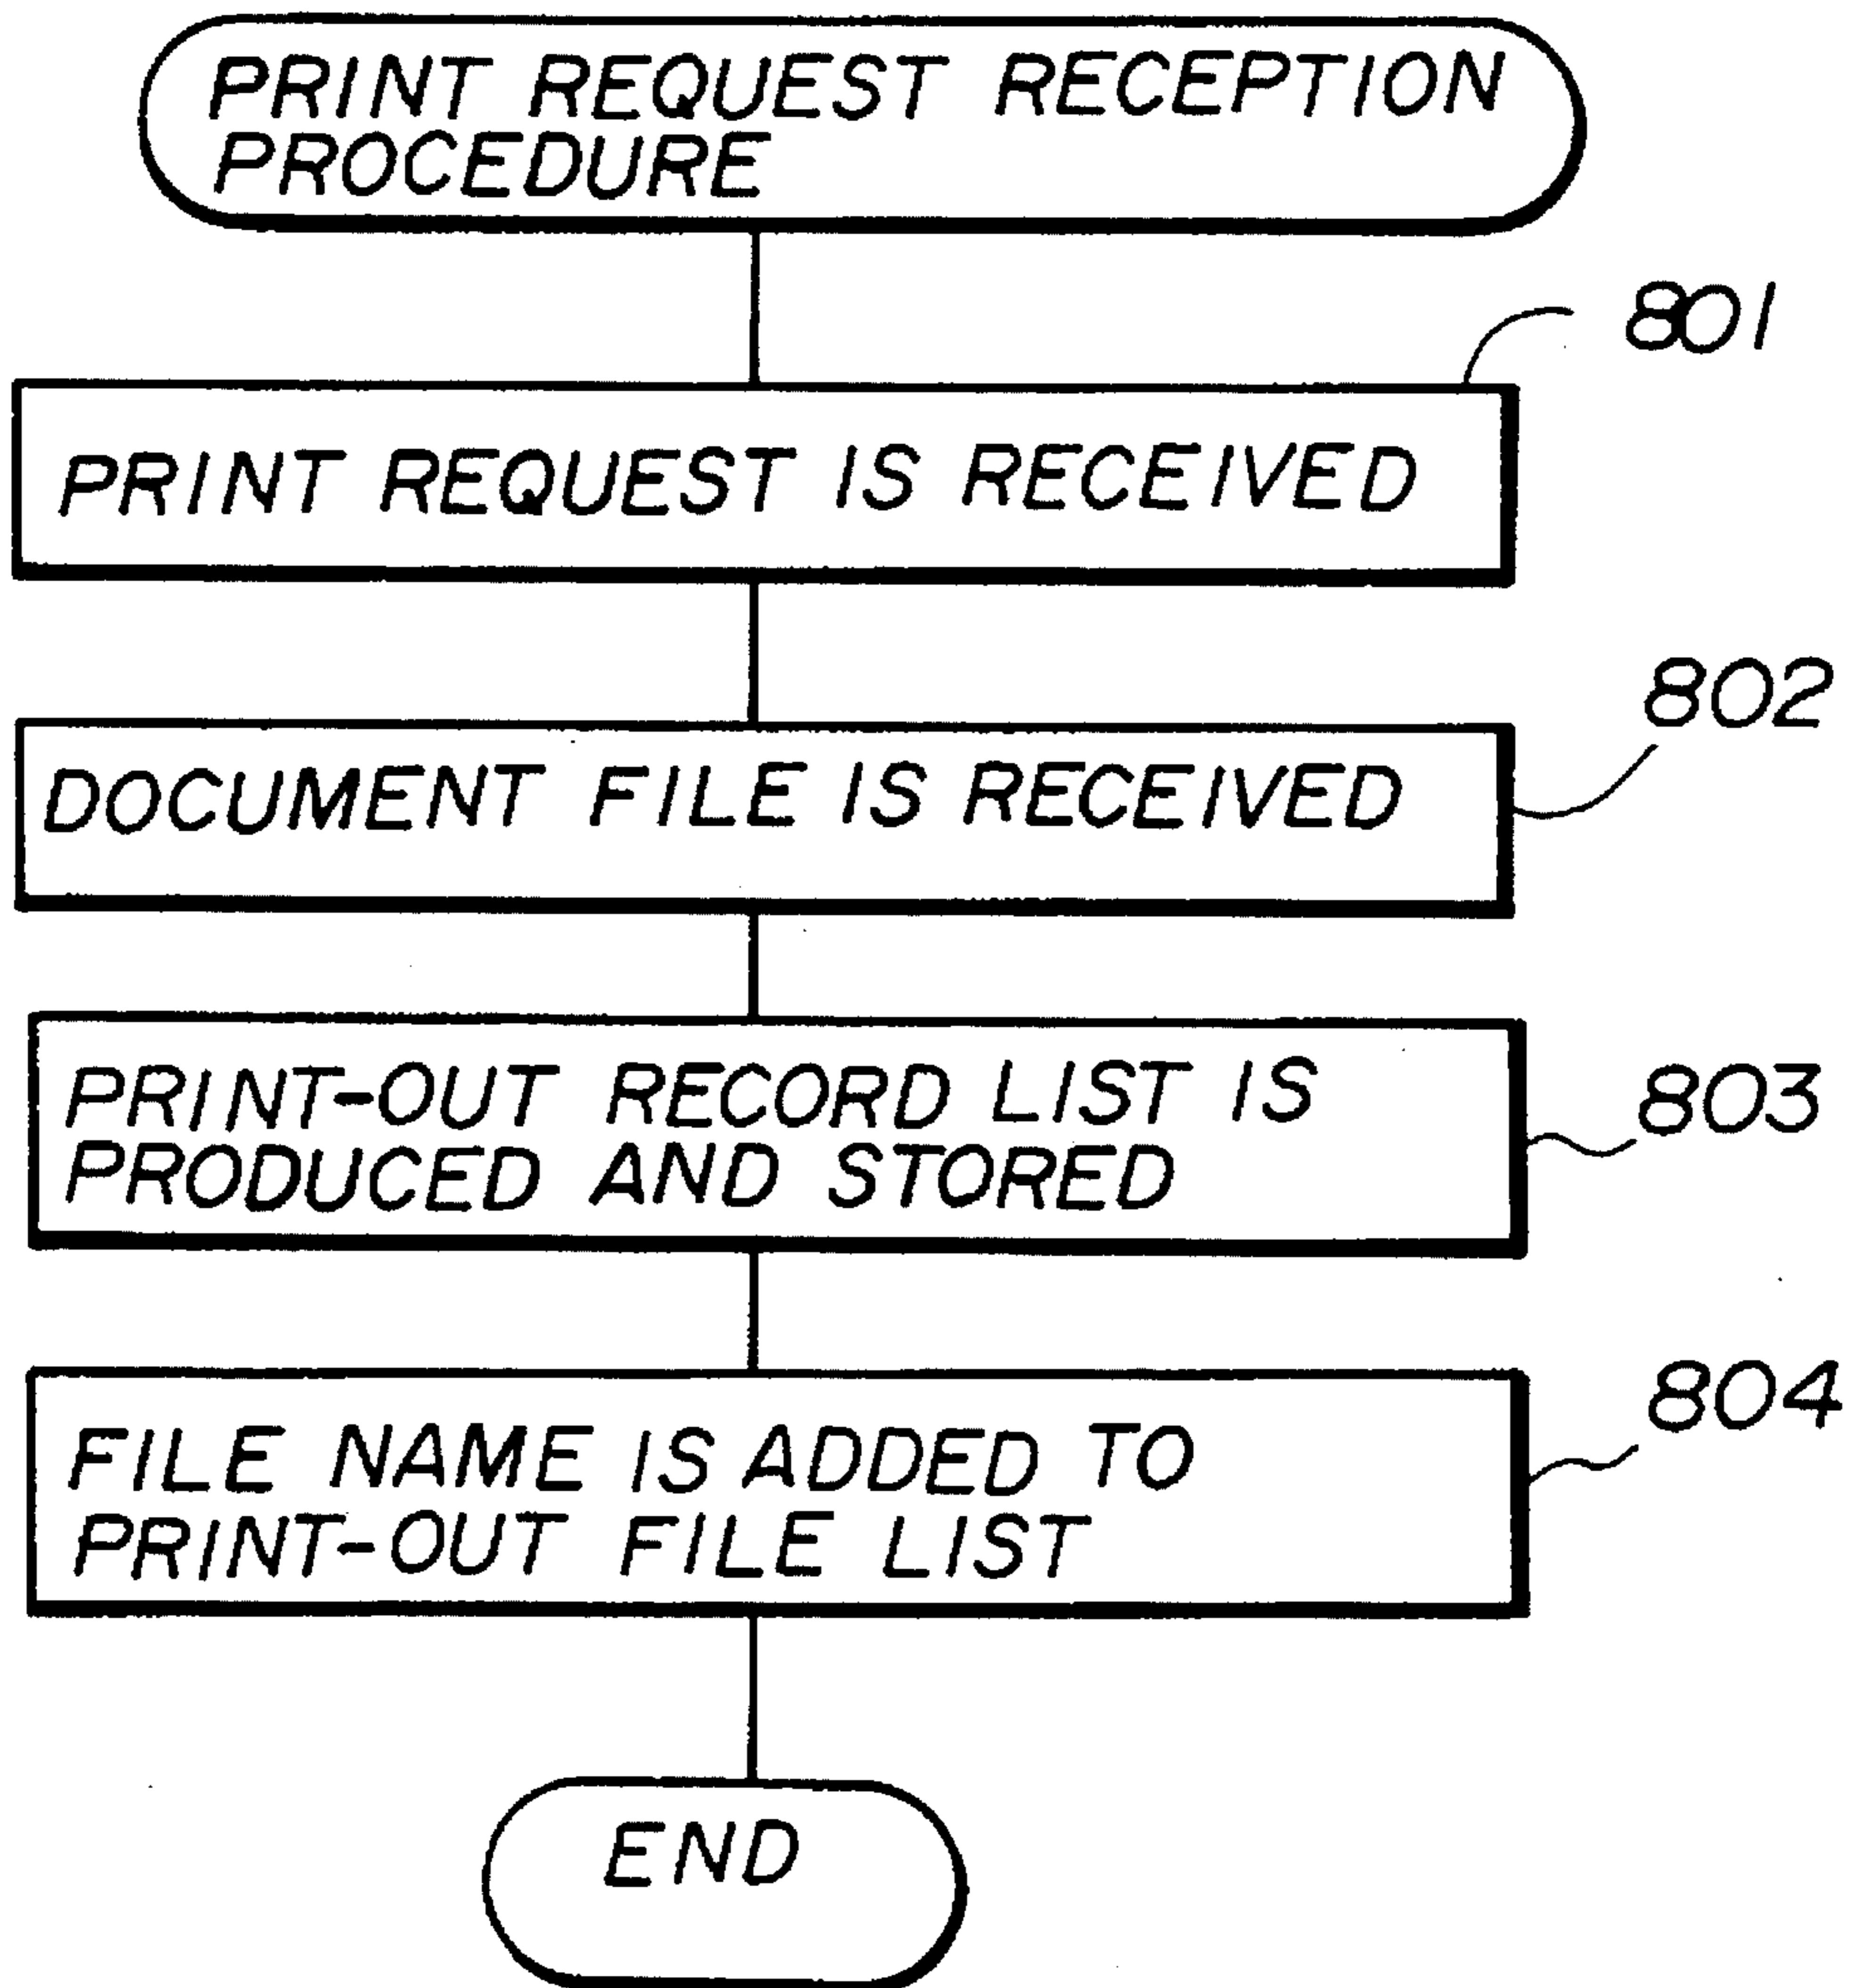 PRINT REQUEST RECEPTION
PROCEDURE
801
PRINT REQUEST IS RECEIVED
802
DOCUMENT FILE IS RECEIVED
PRINT-OUT RECORD LIST IS
PRODUCED AND STORED
803
804
FILE NAME IS ADDED TO
PRINT-OUT FILE LIST
END